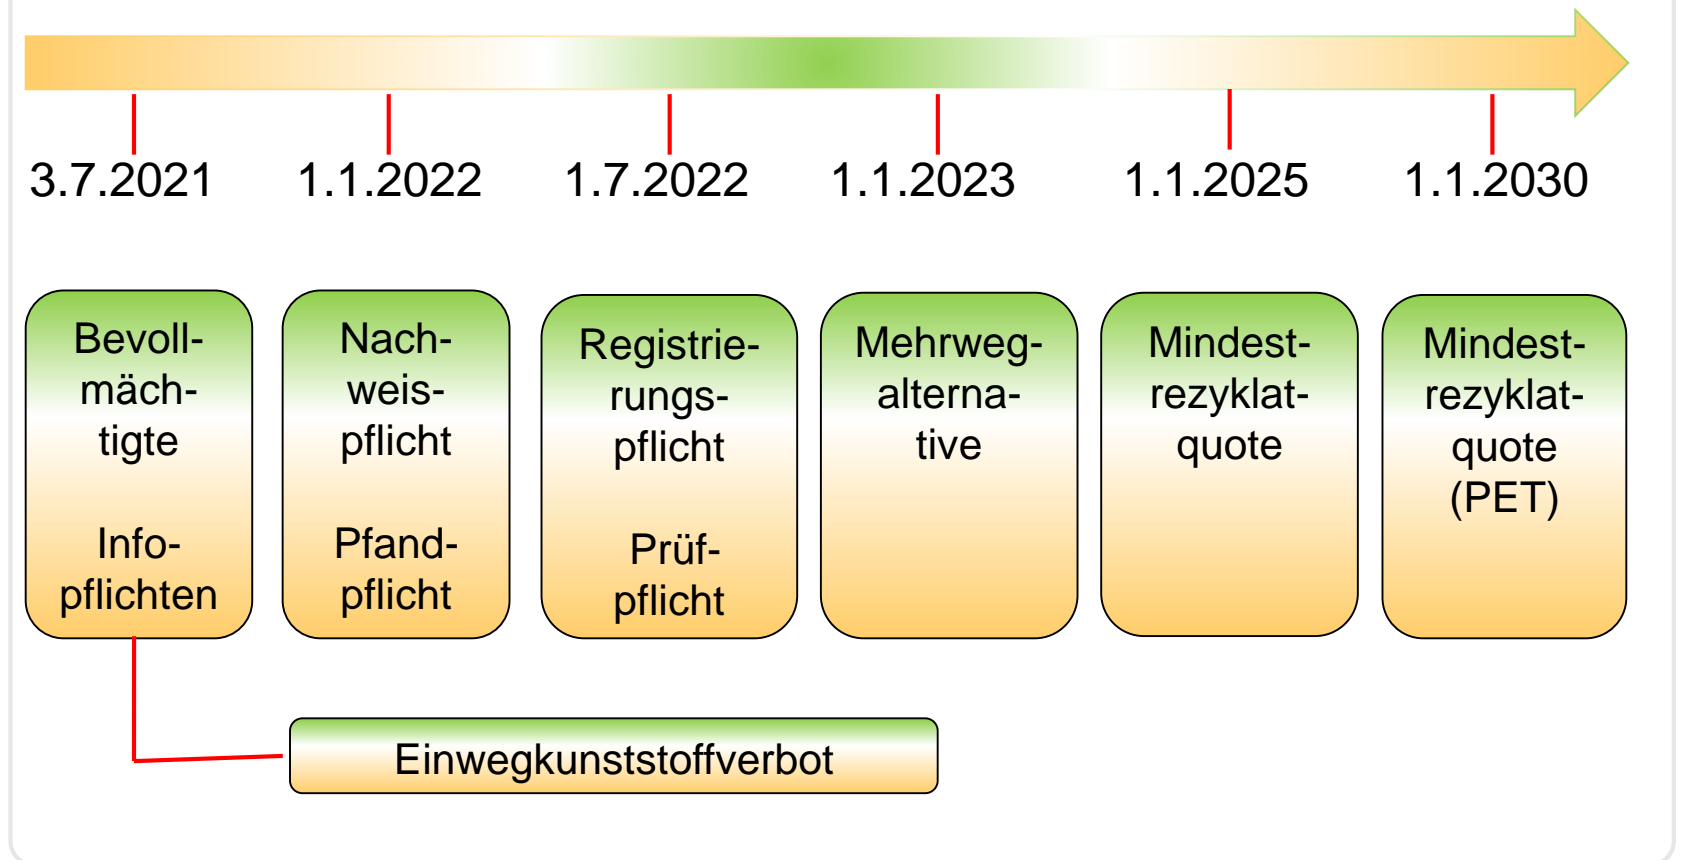 3.7.2021
1.1.2022
1.7.2022
1.1.2023
1.1.2025
1.1.2030
Bevoll-
mäch-
tigte
Info-
pflichten
Nach-
weis-
pflicht
Pfand-
pflicht
Registrie-
rungs-
pflicht
Prüf-
pflicht
Mehrweg-
alterna-
tive
Mindest-
rezyklat-
quote
Mindest-
rezyklat-
quote
(PET)
Einwegkunststoffverbot